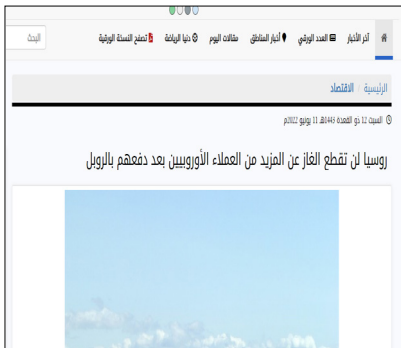 آخر الأخبار العدد الورقي أخبار المناطق مقالات اليوم دنيا الرياضة تصفح النسخة الورقية البحث
الرئيسية / الاقتصاد
السبت 12 ذو القعدة 1443هـ 11 يونيو 2022م
روسيا لن تقطع الغاز عن المزيد من العملاء الأوروبيين بعد دفعهم بالروبل